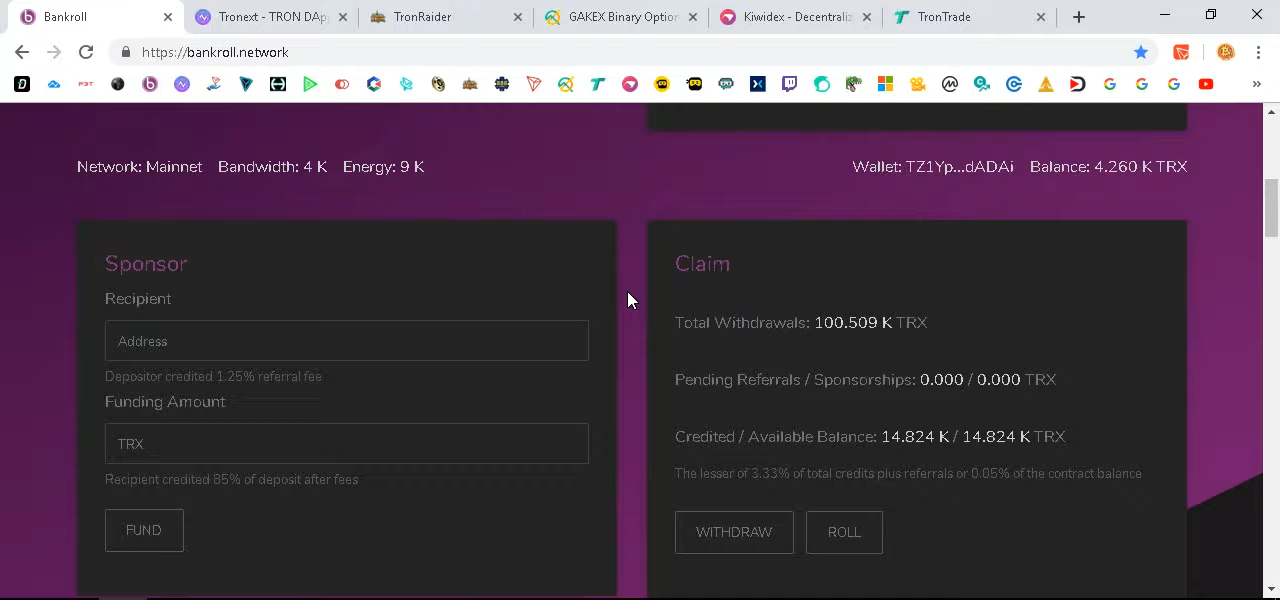 Bankroll
Tronext - TRON DAp
TronRaider
GAKEX Binary Option
Kiwidex - Decentraliz
TronTrade
https://bankroll.network
P3T
Network: Mainnet Bandwidth: 4 K Energy: 9 K
Wallet: TZ1Yp...dADAi Balance: 4.260 K TRX
Sponsor
Recipient
Address
Depositor credited 1.25% referral fee
Funding Amount
TRX
Recipient credited 85% of deposit after fees
FUND
Claim
Total Withdrawals: 100.509 K TRX
Pending Referrals / Sponsorships: 0.000 / 0.000 TRX
Credited / Available Balance: 14.824 K / 14.824 K TRX
The lesser of 3.33% of total credits plus referrals or 0.05% of the contract balance
WITHDRAW ROLL